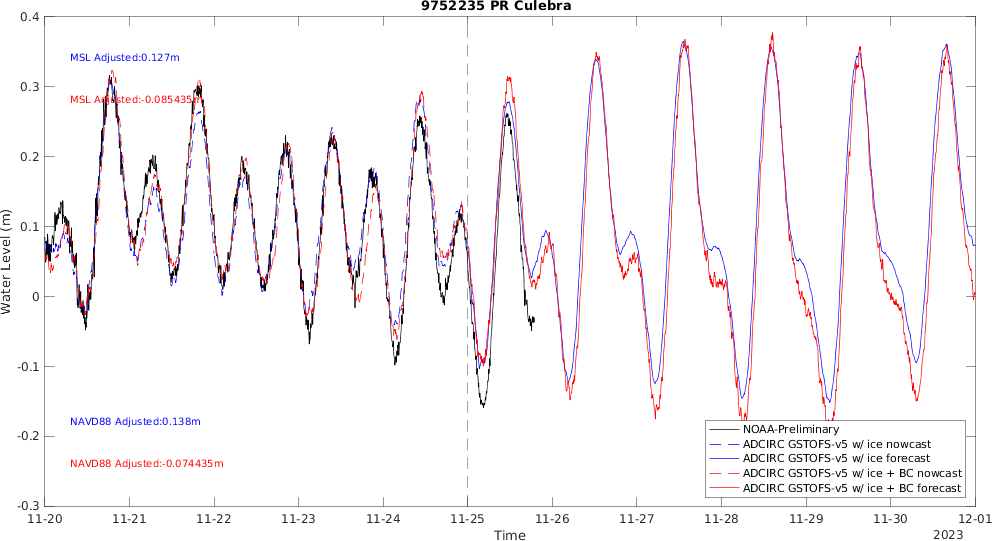 9752235 PR Culebra
0.4
0.3
0.2
0.1
0
-0.1
-0.2
-0.3
Water Level (m)
MSL Adjusted:0.127m
MSL Adjusted:-0.085435m
NAVD88 Adjusted:0.138m
NAVD88 Adjusted:-0.074435m
NOAA-Preliminary
ADCIRC GSTOFS-v5 w/ ice nowcast
ADCIRC GSTOFS-v5 w/ ice forecast
ADCIRC GSTOFS-v5 w/ ice + BC nowcast
ADCIRC GSTOFS-v5 w/ ice + BC forecast
11-20 11-21 11-22 11-23 11-24 11-25 11-26 11-27 11-28 11-29 11-30 12-01
Time
2023